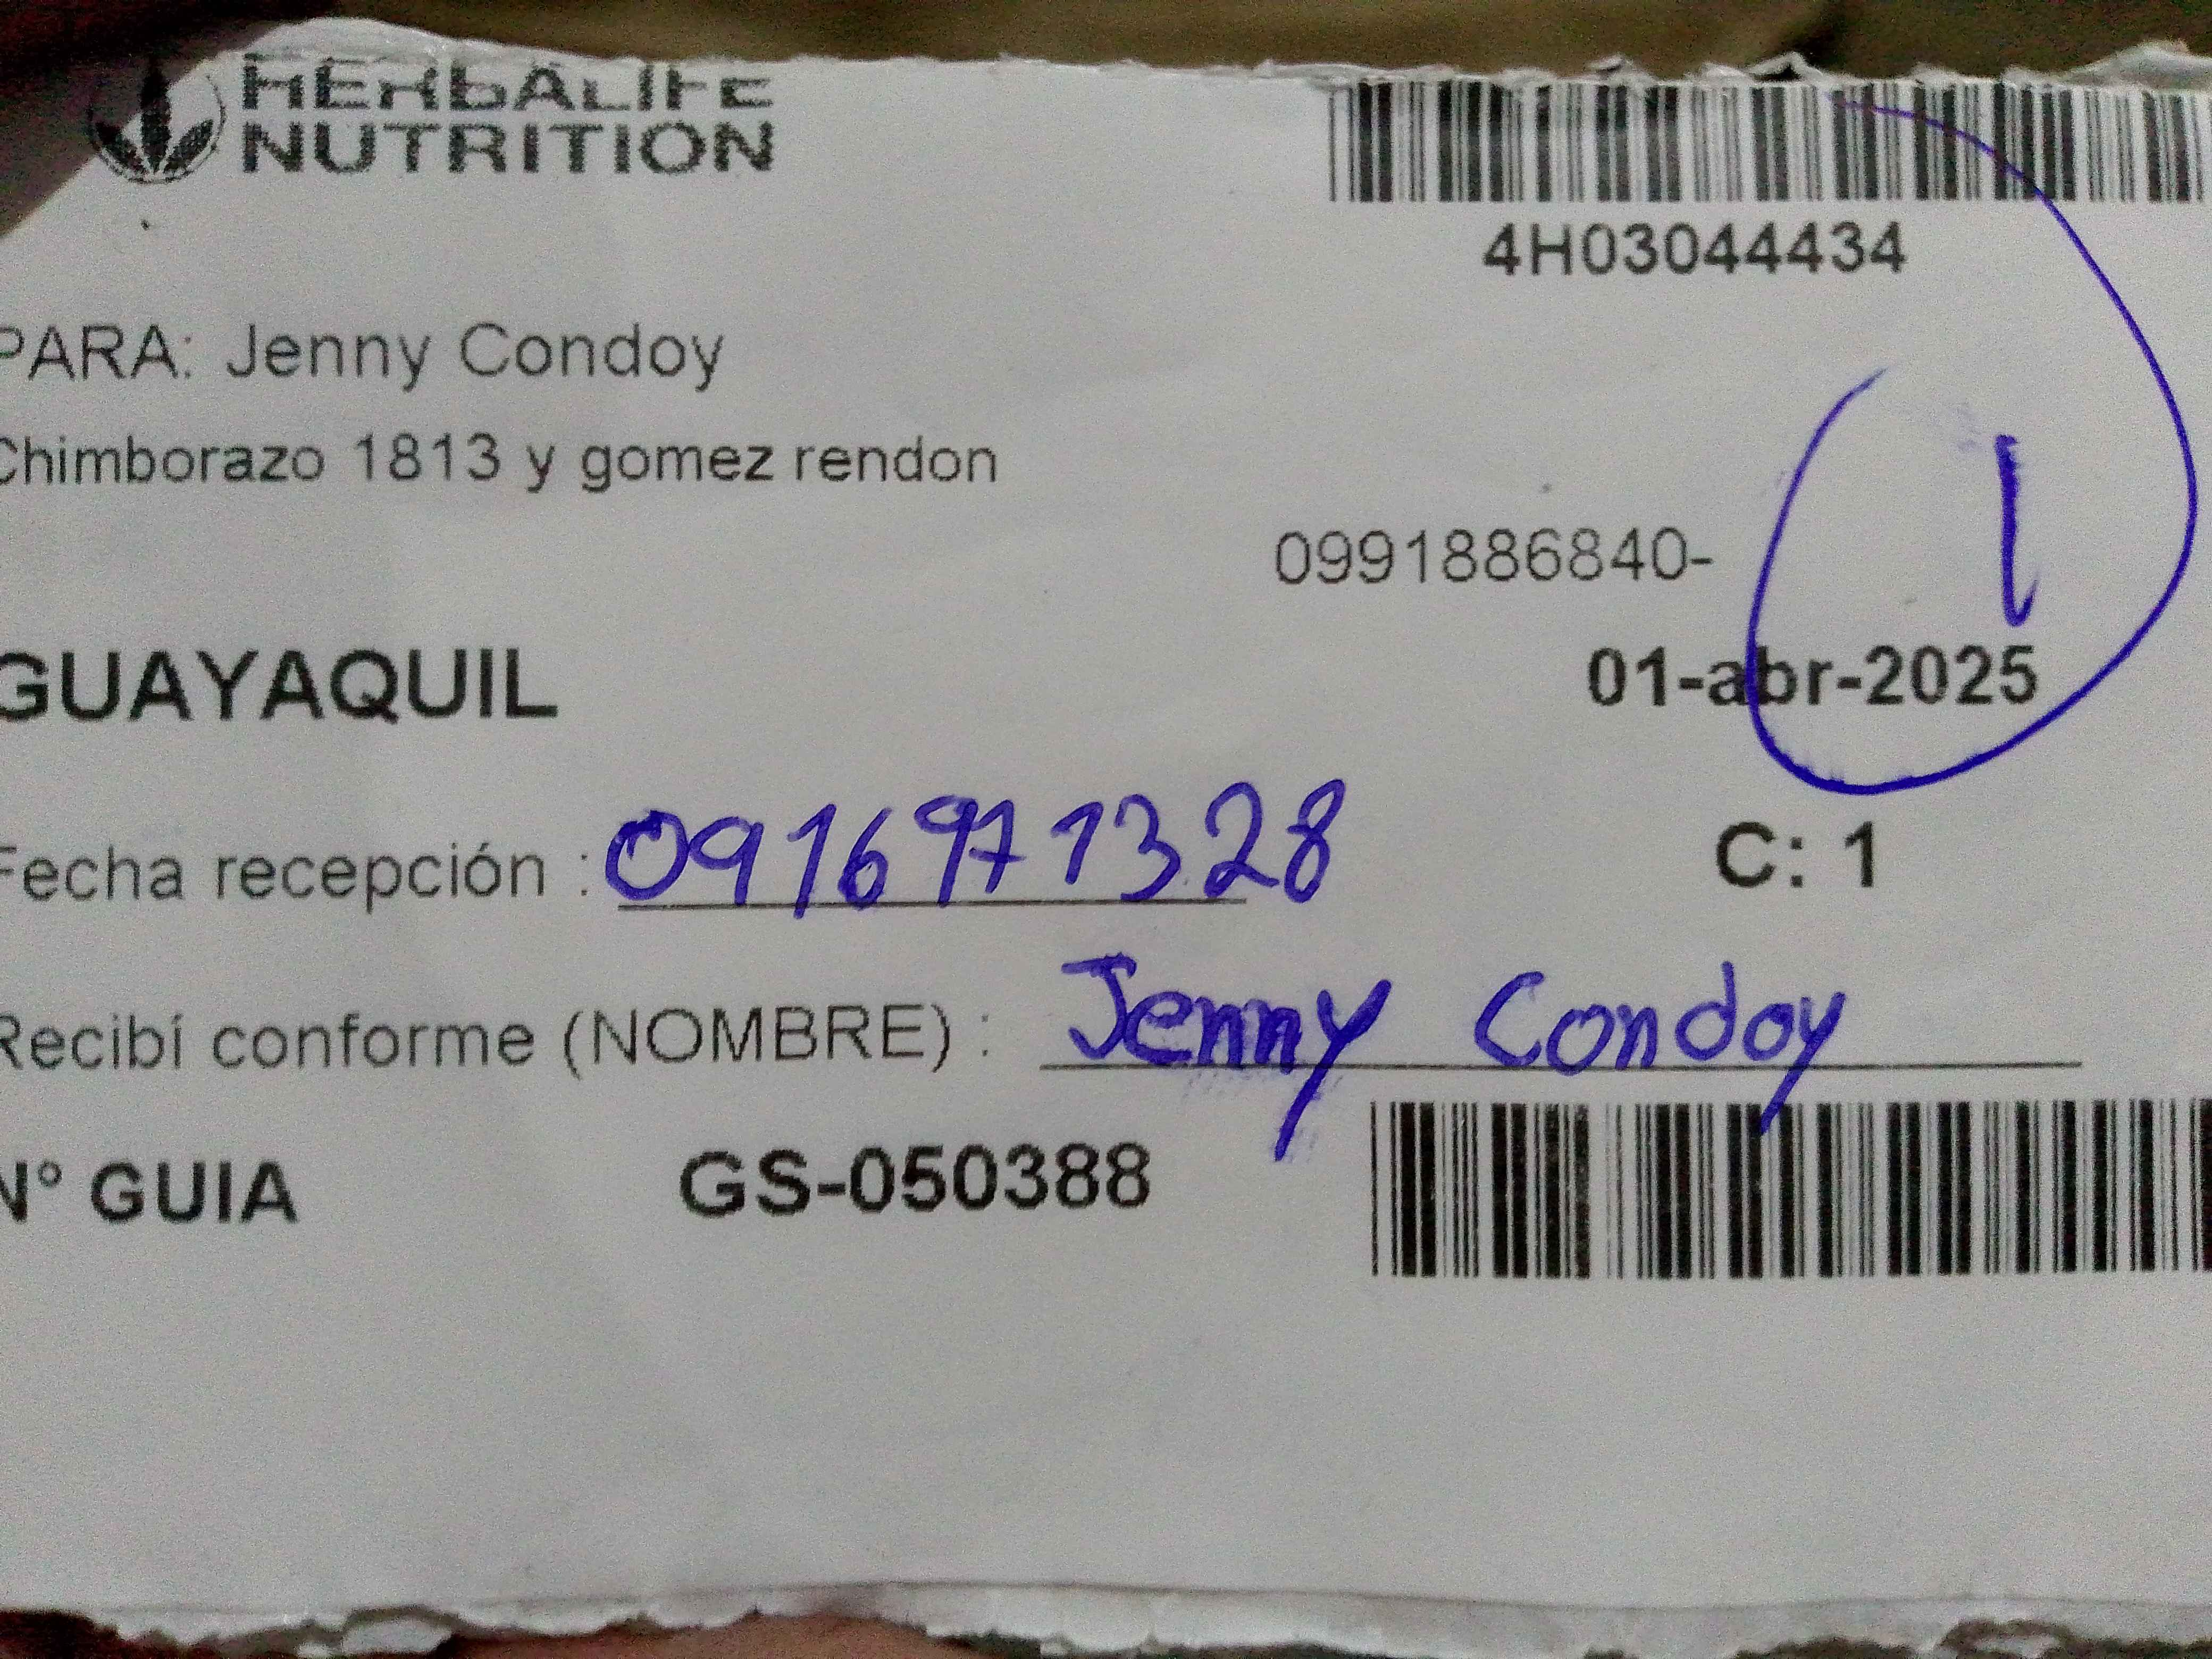 HERBALIFE
NUTRITION
4H03044434
PARA: Jenny Condoy
Chimborazo 1813 y gomez rendon
0991886840-
1
GUAYAQUIL
01-abr-2025
Fecha recepción : 0916971328
C: 1
Recibí conforme (NOMBRE) : Jenny Condoy
N° GUIA GS-050388